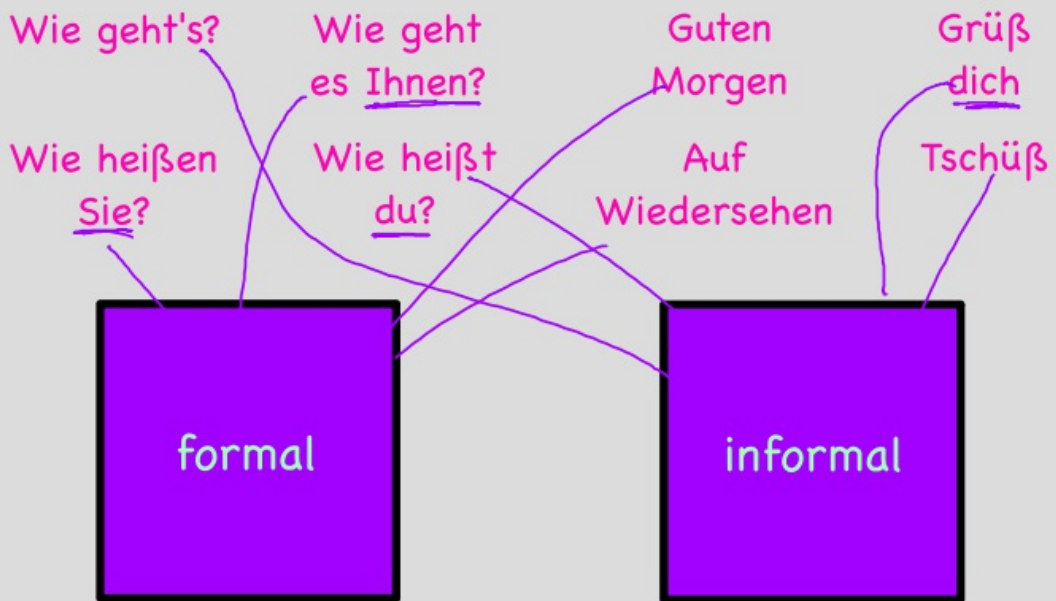 Wie geht's?
Wie geht
es Ihnen?
Guten
Morgen
Grüß
dich
Wie heißen
Sie?
Wie heißt
du?
Auf
Wiedersehen
Tschüß
formal
informal